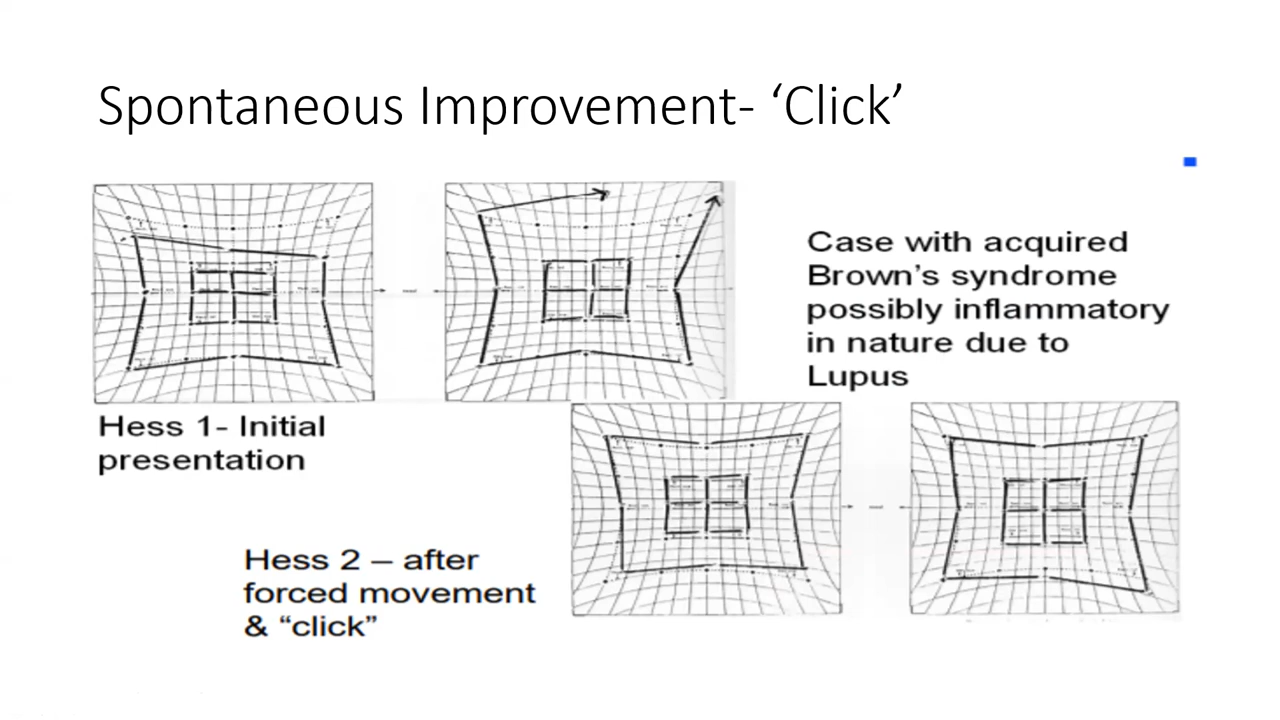 Spontaneous Improvement- ‘Click’
Case with acquired
Brown’s syndrome
possibly inflammatory
in nature due to
Lupus
Hess 1- Initial
presentation
Hess 2 – after
forced movement
& “click”